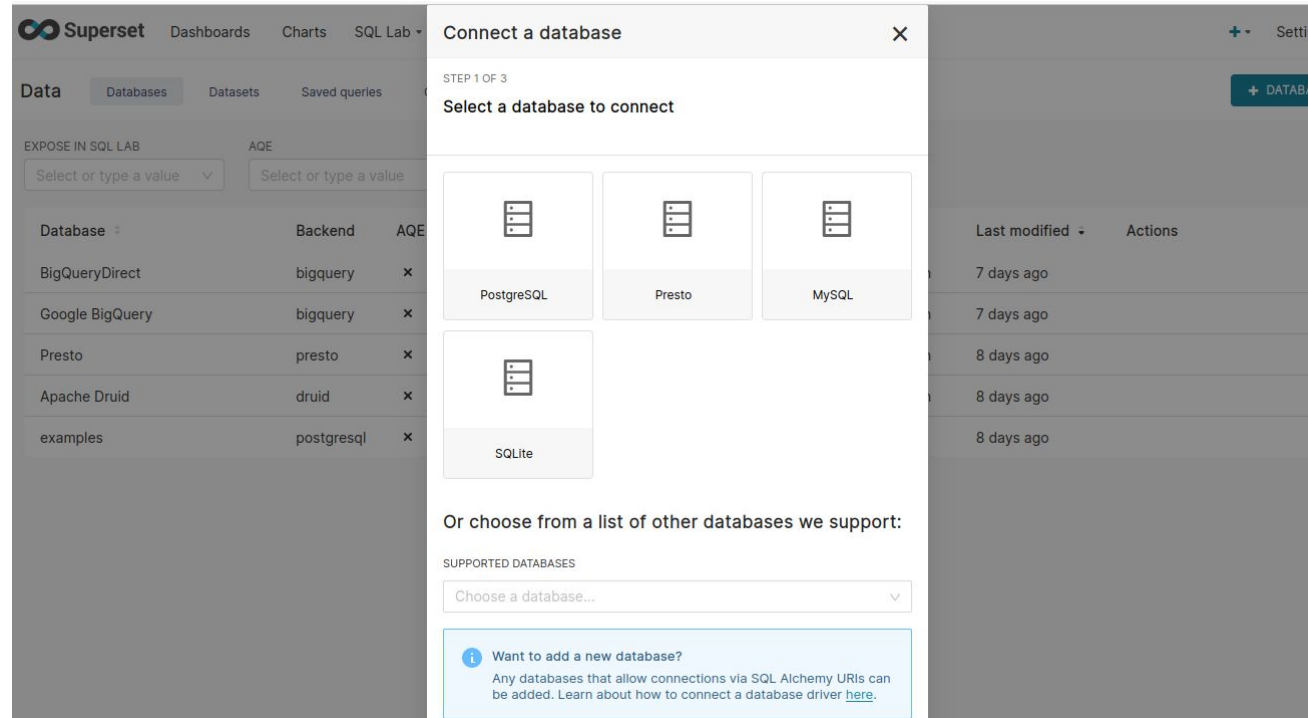 Superset Dashboards Charts SQL Lab Setti
Data Databases Datasets Saved queries + DATABA
EXPOSE IN SQL LAB AQE
Select or type a value Select or type a value
Database Backend AQE Last modified Actions
BigQueryDirect bigquery × 7 days ago
Google BigQuery bigquery × 7 days ago
Presto presto × 8 days ago
Apache Druid druid × 8 days ago
examples postgresql × 8 days ago
Connect a database
STEP 1 OF 3
Select a database to connect
PostgreSQL Presto MySQL
SQLite
Or choose from a list of other databases we support:
SUPPORTED DATABASES
Choose a database...
Want to add a new database?
Any databases that allow connections via SQL Alchemy URIs can
be added. Learn about how to connect a database driver here.